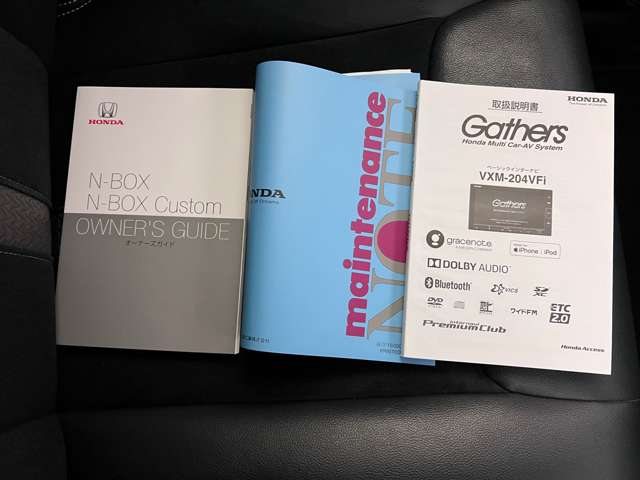 HONDA
N-BOX
N-BOX Custom
OWNER'S GUIDE
オーナーズガイド
maintenance
NOTE
取扱説明書
HONDA
Gathers
Honda Multi Car-AV System
ベーシックインターナビ
VXM-204VFi
Gathers
gracenote.
iPhone iPod
DOLBY AUDIO
Bluetooth
VICS
SD
XC
DVD
ワイドFM
ETC
2.0
internavi
PremiumClub
Honda Access